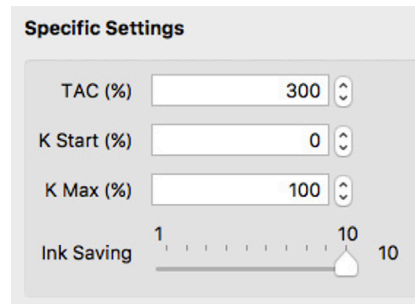 Specific Settings
TAC (%) 300
K Start (%) 0
K Max (%) 100
1 10
Ink Saving 10